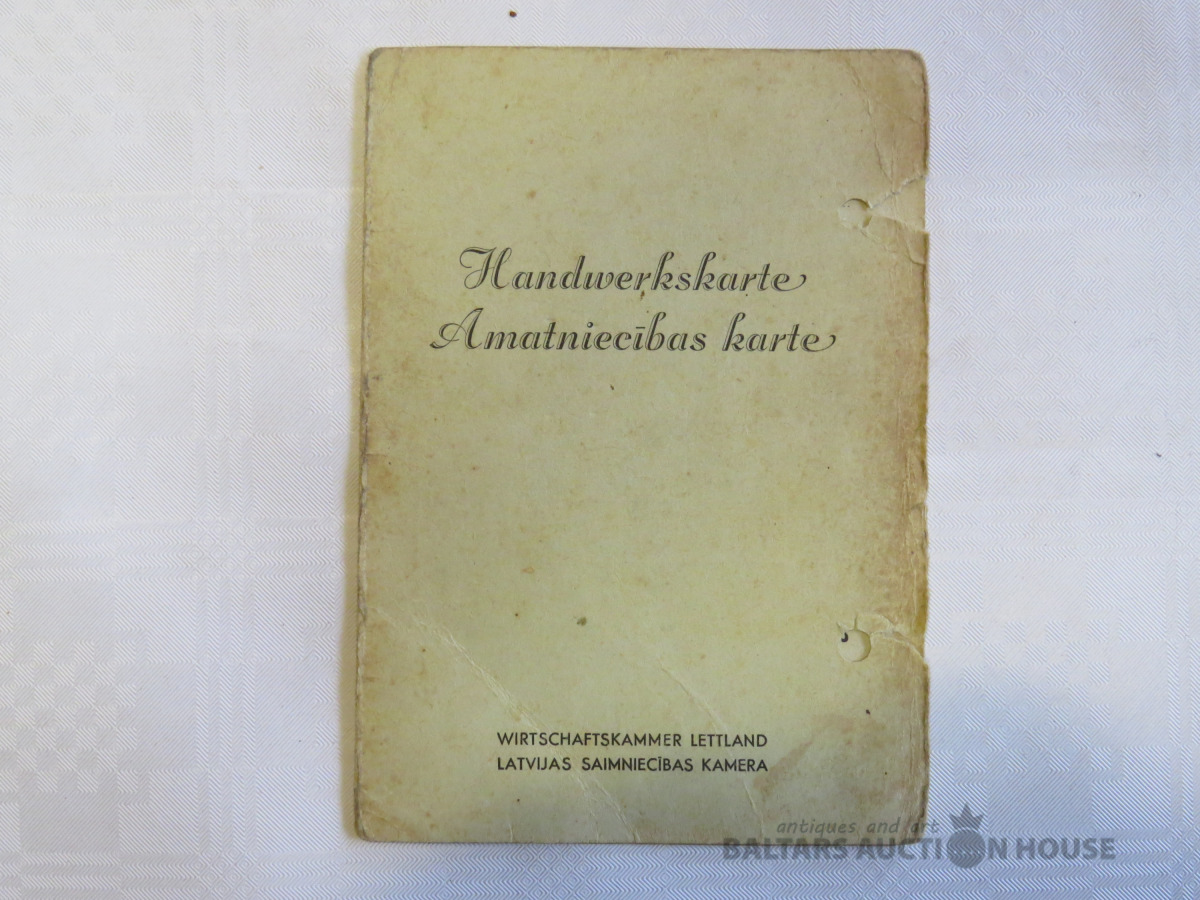 Handwerkskarte
Amatniecības karte
WIRTSCHAFTSKAMMER LETTLAND
LATVIJAS SAIMNIECĪBAS KAMERA
antiques and art
BALTARS AUCTION HOUSE